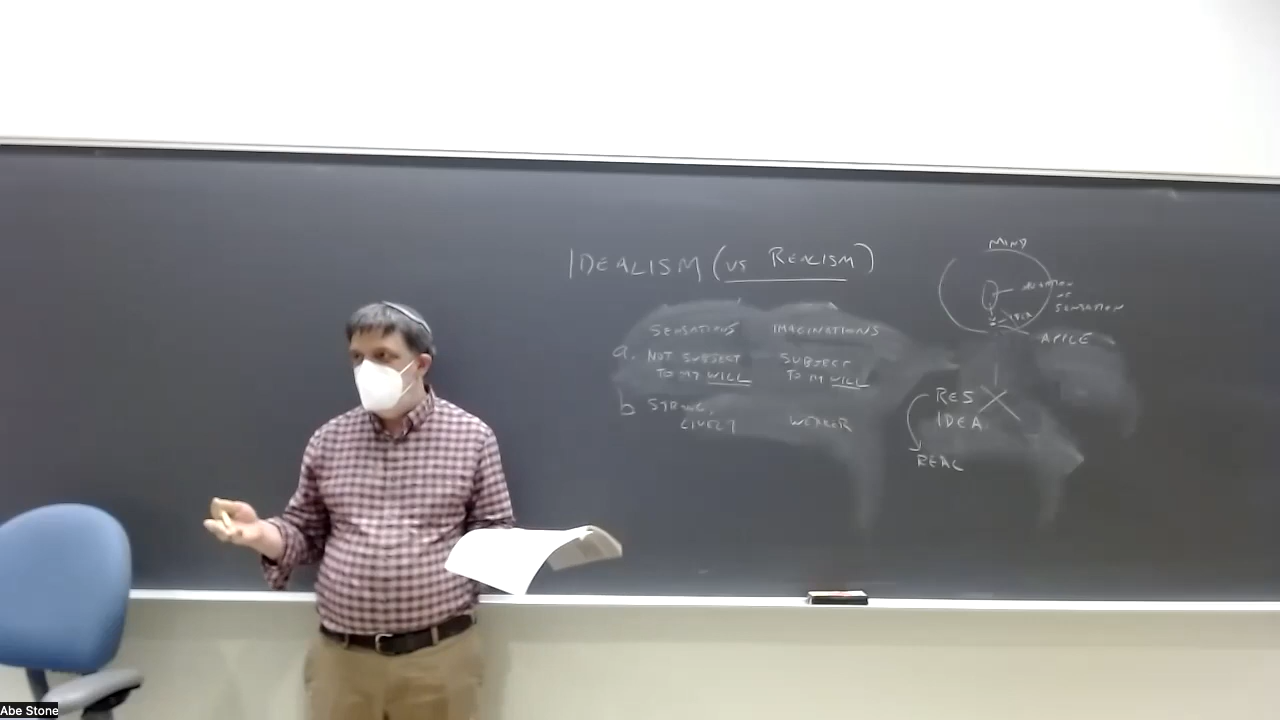 IDEALISM (VS REALISM)
SENSATIONS IMAGINATIONS
a. NOT SUBJECT TO MY WILL
SUBJECT TO M WILL
b STRONG, LIVELY
WEAKER
MIND
SENSATION
APPLE
RES
IDEA
REAL
Abe Stone